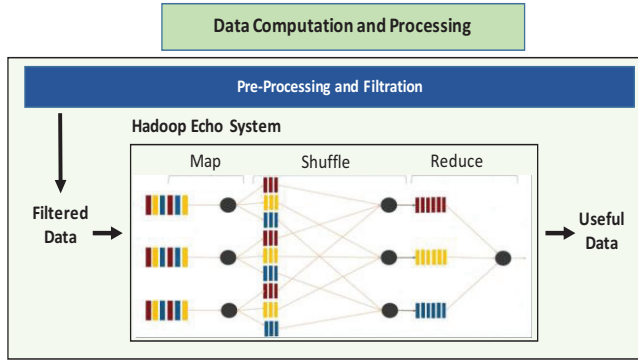 Data Computation and Processing
Pre-Processing and Filtration
Hadoop Echo System
Map
Shuffle
Reduce
Filtered
Data
Useful
Data